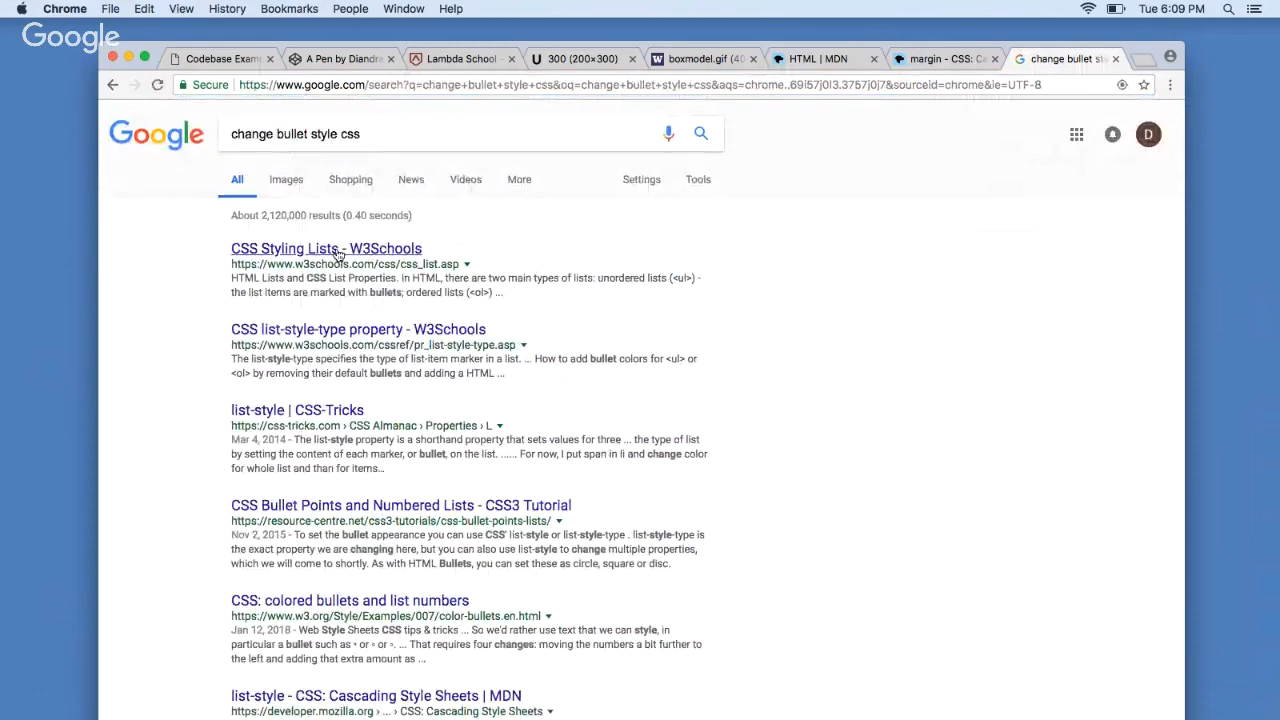 Chrome File Edit View History Bookmarks People Window Help Tue 6:09 PM
Google
Codebase Exam A Pen by Diandra Lambda School - 300 (200×300) boxmodel.gif (40 HTML | MDN margin - CSS: Ca change bullet st
Secure https://www.google.com/search?q=change+bullet+style+css&oq=change+bullet+style+css&aqs=chrome..69i57j0l3.3757j0j7&sourceid=chrome&ie=UTF-8
Google change bullet style css D
All Images Shopping News Videos More Settings Tools
About 2,120,000 results (0.40 seconds)
CSS Styling Lists - W3Schools
https://www.w3schools.com/css/css_list.asp
HTML Lists and CSS List Properties. In HTML, there are two main types of lists: unordered lists (<ul>) -
the list items are marked with bullets; ordered lists (<ol>) ...
CSS list-style-type property - W3Schools
https://www.w3schools.com/cssref/pr_list-style-type.asp
The list-style-type specifies the type of list-item marker in a list. ... How to add bullet colors for <ul> or
<ol> by removing their default bullets and adding a HTML ...
list-style | CSS-Tricks
https://css-tricks.com › CSS Almanac › Properties › L
Mar 4, 2014 - The list-style property is a shorthand property that sets values for three ... the type of list
by setting the content of each marker, or bullet, on the list. ...... For now, I put span in li and change color
for whole list and than for items...
CSS Bullet Points and Numbered Lists - CSS3 Tutorial
https://resource-centre.net/css3-tutorials/css-bullet-points-lists/
Nov 2, 2015 - To set the bullet appearance you can use CSS' list-style or list-style-type . list-style-type is
the exact property we are changing here, but you can also use list-style to change multiple properties,
which we will come to shortly. As with HTML Bullets, you can set these as circle, square or disc.
CSS: colored bullets and list numbers
https://www.w3.org/Style/Examples/007/color-bullets.en.html
Jan 12, 2018 - Web Style Sheets CSS tips & tricks ... So we'd rather use text that we can style, in
particular a bullet such as • or ◦ or ▫. ... That requires four changes: moving the numbers a bit further to
the left and adding that extra amount as ...
list-style - CSS: Cascading Style Sheets | MDN
https://developer.mozilla.org › ... › CSS: Cascading Style Sheets